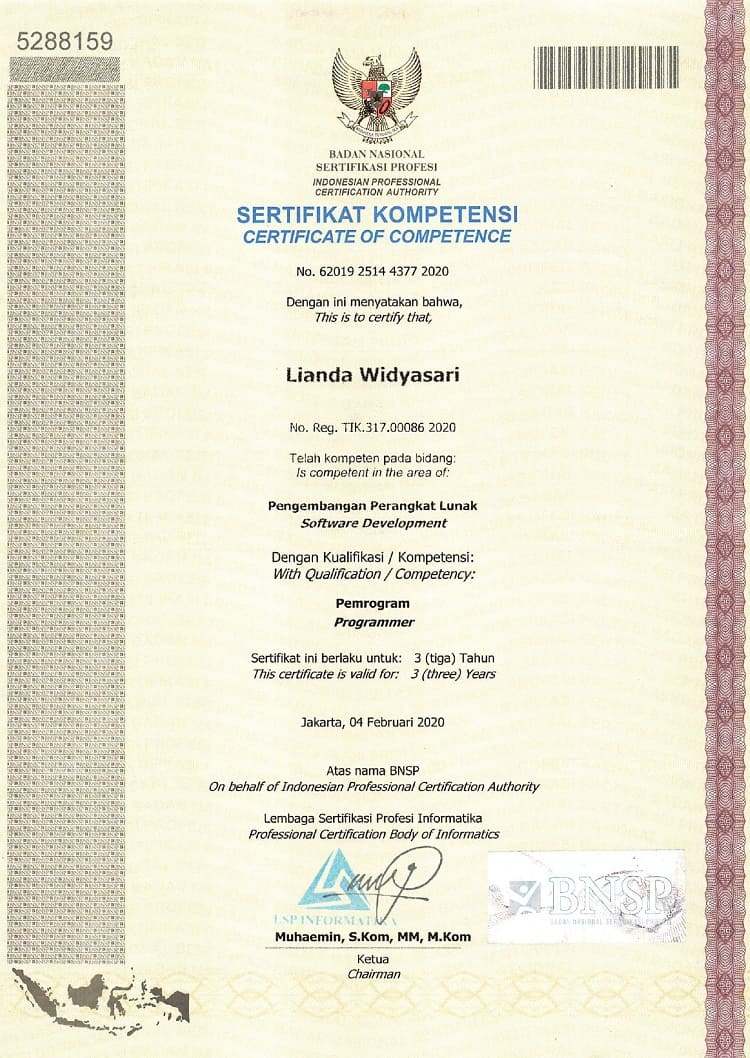 5288159
BADAN NASIONAL
SERTIFIKASI PROFESI
INDONESIAN PROFESSIONAL
CERTIFICATION AUTHORITY
SERTIFIKAT KOMPETENSI
CERTIFICATE OF COMPETENCE
No. 62019 2514 4377 2020
Dengan ini menyatakan bahwa,
This is to certify that,
Lianda Widyasari
No. Reg. TIK.317.00086 2020
Telah kompeten pada bidang:
Is competent in the area of:
Pengembangan Perangkat Lunak
Software Development
Dengan Kualifikasi / Kompetensi:
With Qualification / Competency:
Pemrogram
Programmer
Sertifikat ini berlaku untuk: 3 (tiga) Tahun
This certificate is valid for: 3 (three) Years
Jakarta, 04 Februari 2020
Atas nama BNSP
On behalf of Indonesian Professional Certification Authority
Lembaga Sertifikasi Profesi Informatika
Professional Certification Body of Informatics
LSP INFORMATIKA
BNSP
BADAN NASIONAL SERTIFIKASI
Muhaemin, S.Kom, MM, M.Kom
Ketua
Chairman